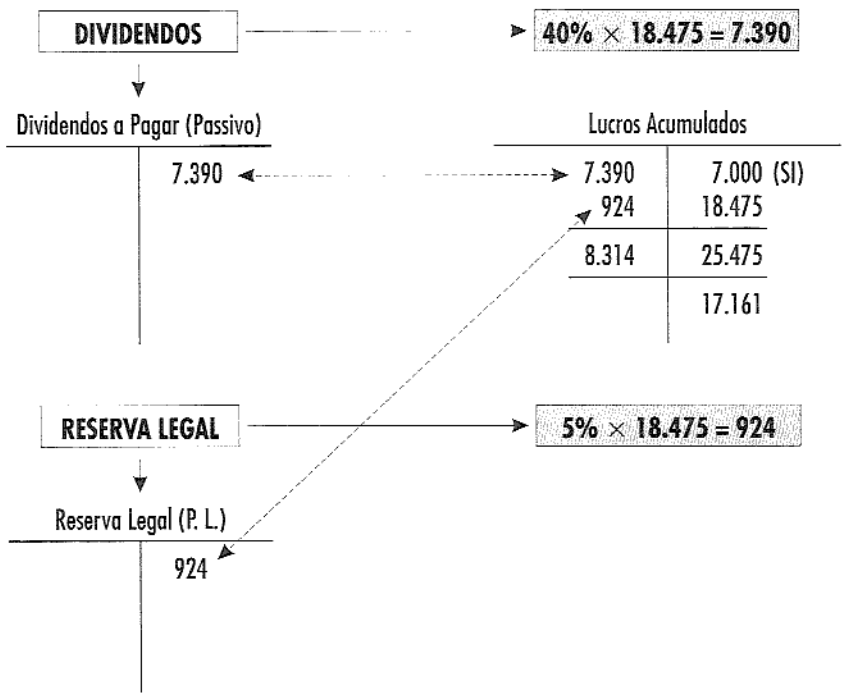 DIVIDENDOS
40% × 18.475 = 7.390
Dividendos a Pagar (Passivo)
7.390
Lucros Acumulados
7.390 7.000 (SI)
924 18.475
8.314 25.475
17.161
RESERVA LEGAL
5% × 18.475 = 924
Reserva Legal (P. L.)
924